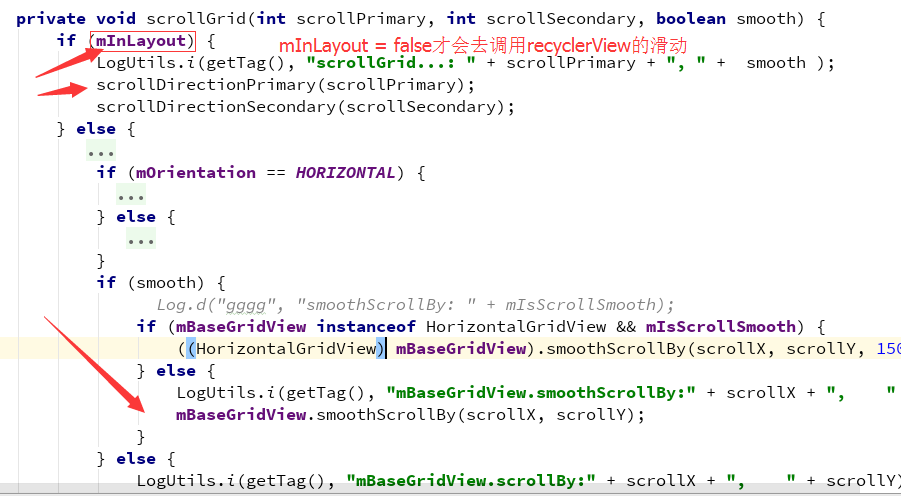 private void scrollGrid(int scrollPrimary, int scrollSecondary, boolean smooth) {
if (mInLayout) { mInLayout = false才会去调用recyclerView的滑动
LogUtils.i(getTag(), "scrollGrid...: " + scrollPrimary + ", " + smooth );
scrollDirectionPrimary(scrollPrimary);
scrollDirectionSecondary(scrollSecondary);
} else {
...
if (mOrientation == HORIZONTAL) {
...
} else {
...
}
if (smooth) {
Log.d("gggg", "smoothScrollBy: " + mIsScrollSmooth);
if (mBaseGridView instanceof HorizontalGridView && mIsScrollSmooth) {
((HorizontalGridView) mBaseGridView).smoothScrollBy(scrollX, scrollY, 150
} else {
LogUtils.i(getTag(), "mBaseGridView.smoothScrollBy:" + scrollX + ",    "
mBaseGridView.smoothScrollBy(scrollX, scrollY);
}
} else {
LogUtils.i(getTag(), "mBaseGridView.scrollBy:" + scrollX + ",    " + scrollY)